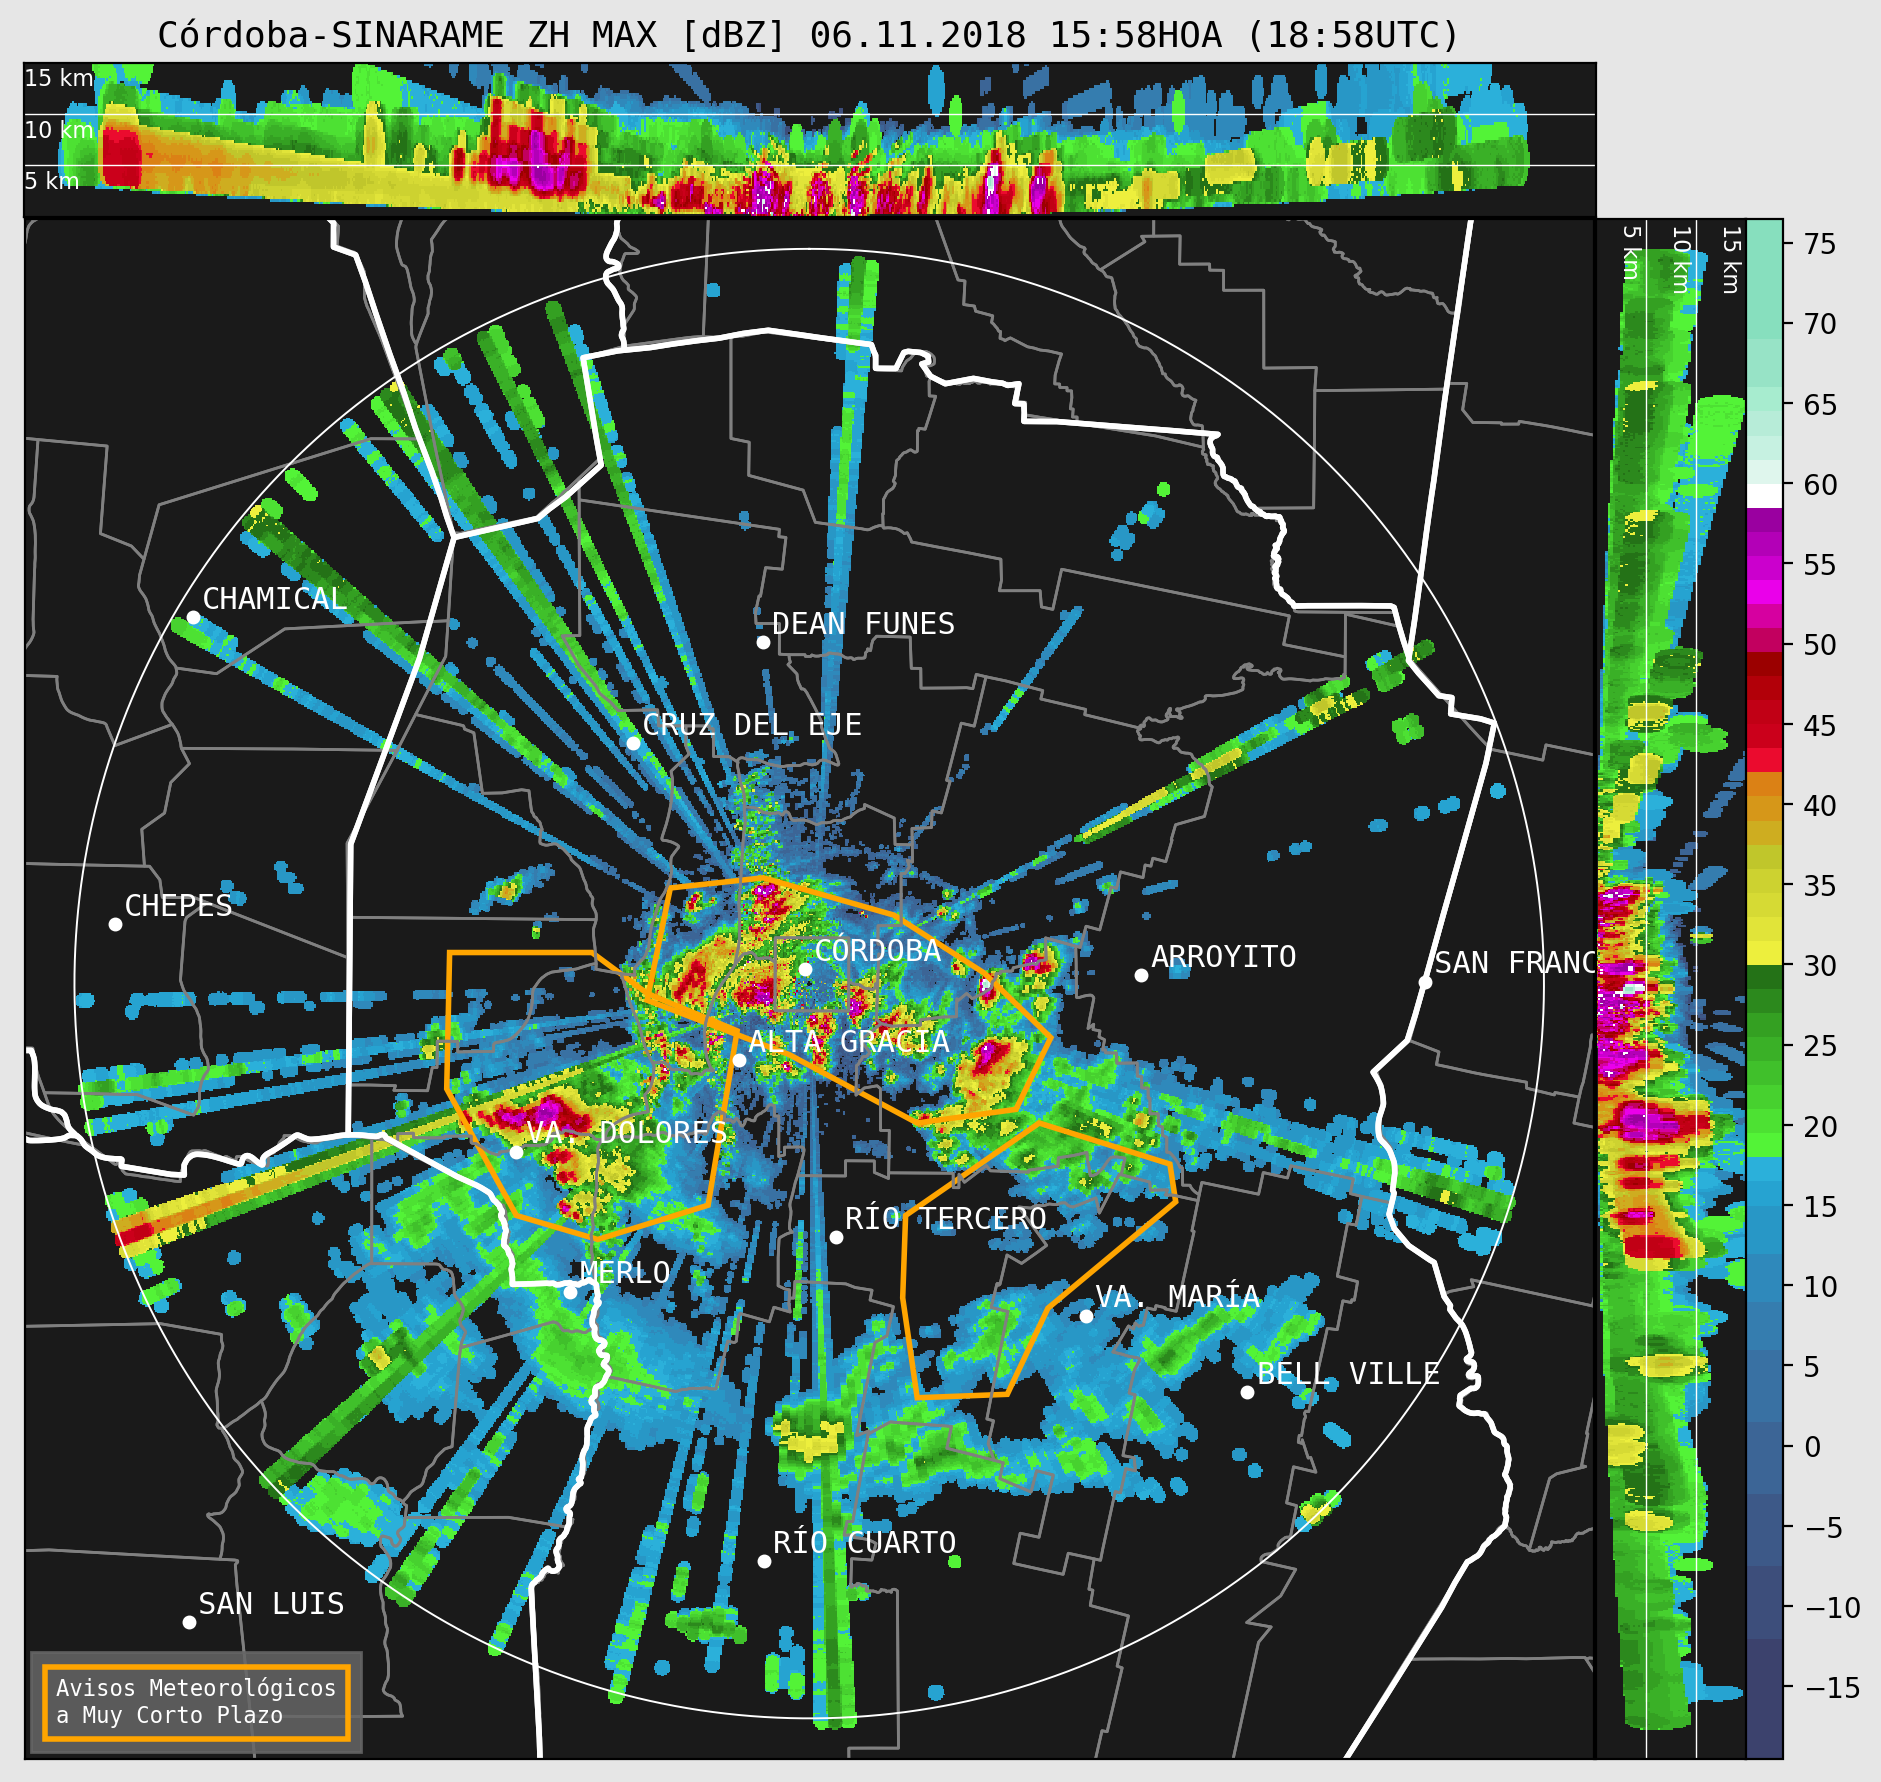 Córdoba-SINARAME ZH MAX [dBZ] 06.11.2018 15:58HOA (18:58UTC)
15 km
10 km
5 km
5 km
10 km
15 km
75
70
65
60
55
50
45
40
35
30
25
20
15
10
5
0
−5
−10
−15
CHAMICAL
DEAN FUNES
CRUZ DEL EJE
CHEPES
CÓRDOBA
ARROYITO
SAN FRANC
ALTA GRACIA
VA. DOLORES
RÍO TERCERO
MERLO
VA. MARÍA
BELL VILLE
RÍO CUARTO
SAN LUIS
Avisos Meteorológicos
a Muy Corto Plazo